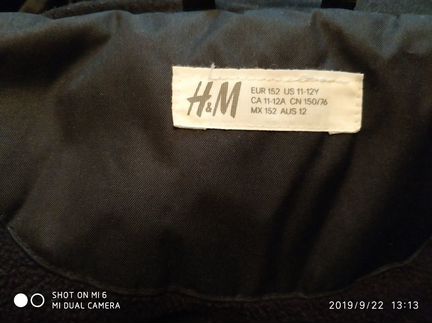 H&M
EUR 152 US 11-12Y
CA 11-12A CN 150/76
MX 152 AUS 12
SHOT ON MI 6
MI DUAL CAMERA
2019/9/22 13:13